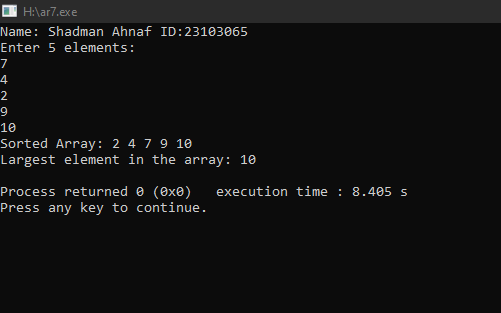 H:\ar7.exe
Name: Shadman Ahnaf ID:23103065
Enter 5 elements:
7
4
2
9
10
Sorted Array: 2 4 7 9 10
Largest element in the array: 10
Process returned 0 (0x0)   execution time : 8.405 s
Press any key to continue.